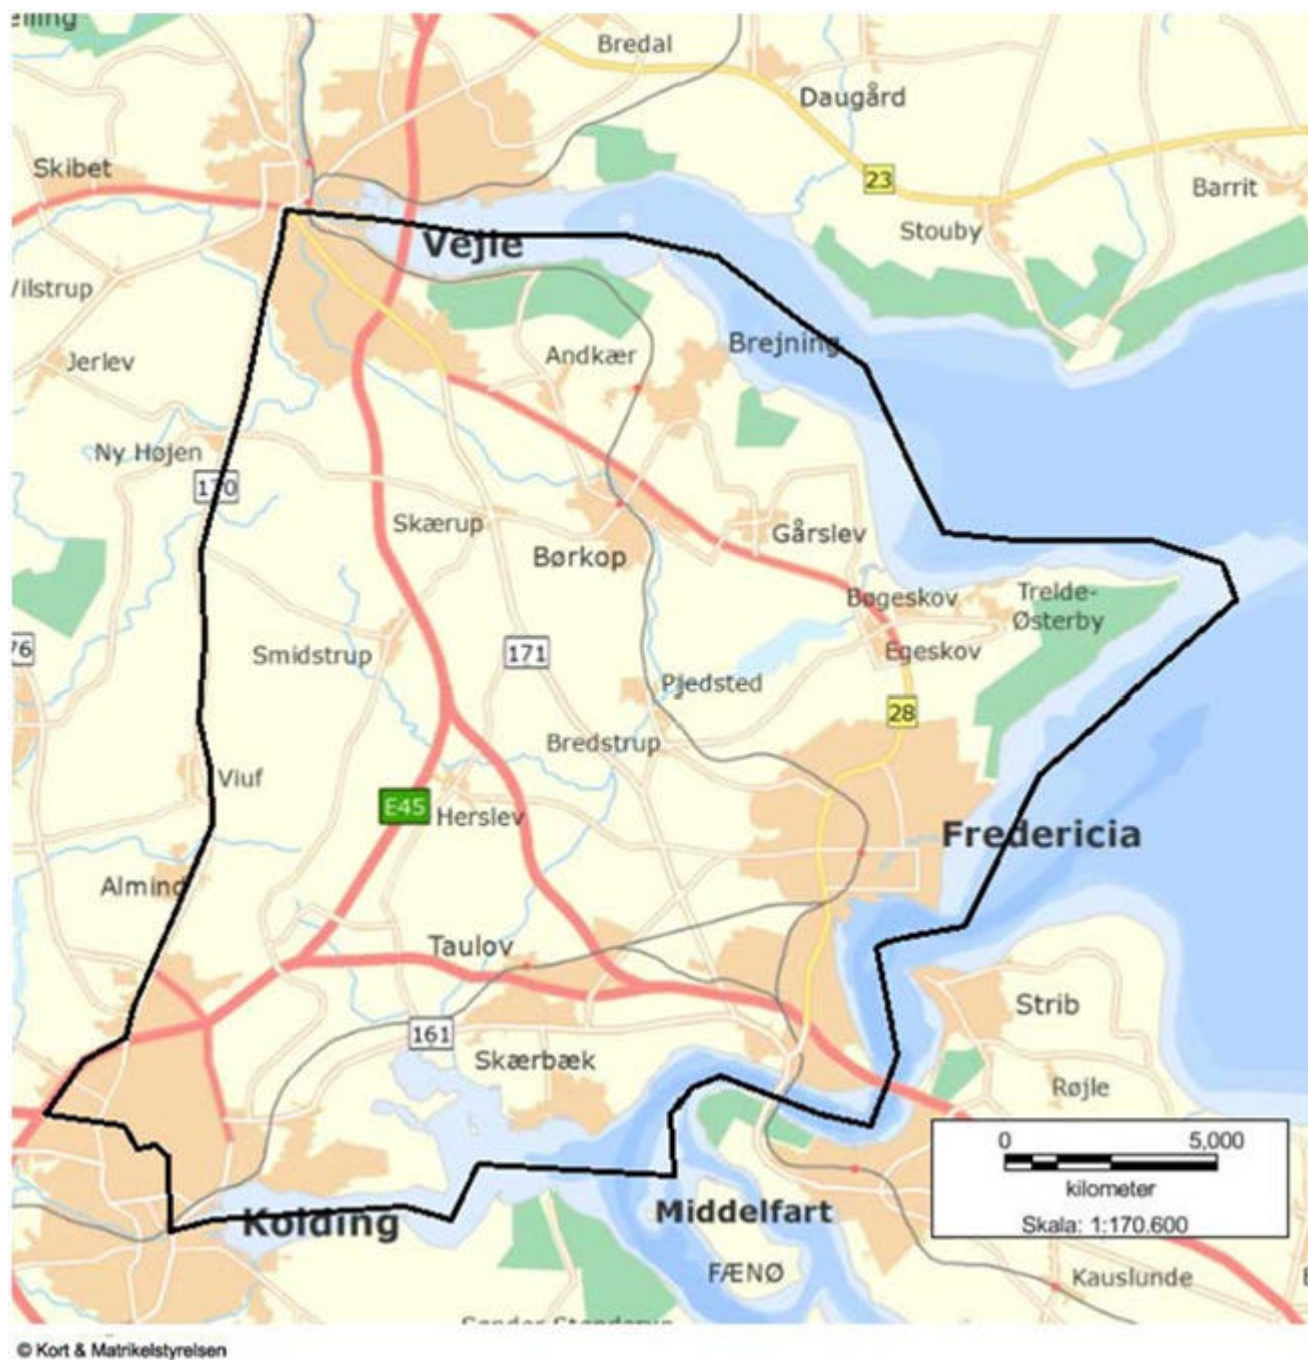 elling
Bredal
Daugård
Skibet
23
Barrit
Stouby
Vejle
Vilstrup
Brejning
Andkær
Jerlev
Ny Højen
170
Skærup
Gårslev
Børkop
Bøgeskov
Trelde-
Østerby
76
Smidstrup
171
Egeskov
Pjedsted
28
Bredstrup
Viuf
E45
Herslev
Fredericia
Almind
Taulov
Strib
161
Skærbæk
Røjle
0 5,000
kilometer
Skala: 1:170.600
Kolding
Middelfart
FÆNØ
Kauslunde
© Kort & Matrikelstyrelsen